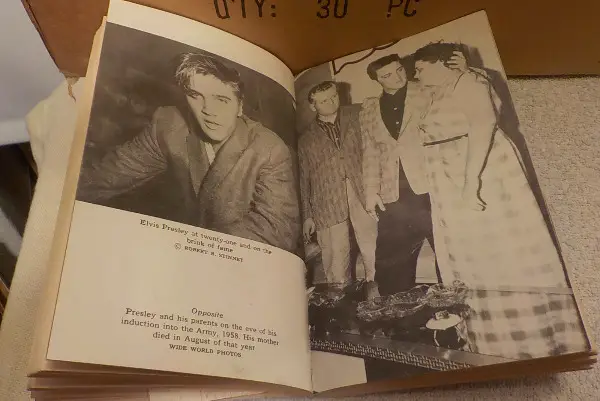 QTY: 30 PC
Elvis Presley at twenty-one and on the
brink of fame
© ROBERT B. STINNET
Opposite
Presley and his parents on the eve of his
induction into the Army, 1958. His mother
died in August of that year
WIDE WORLD PHOTOS